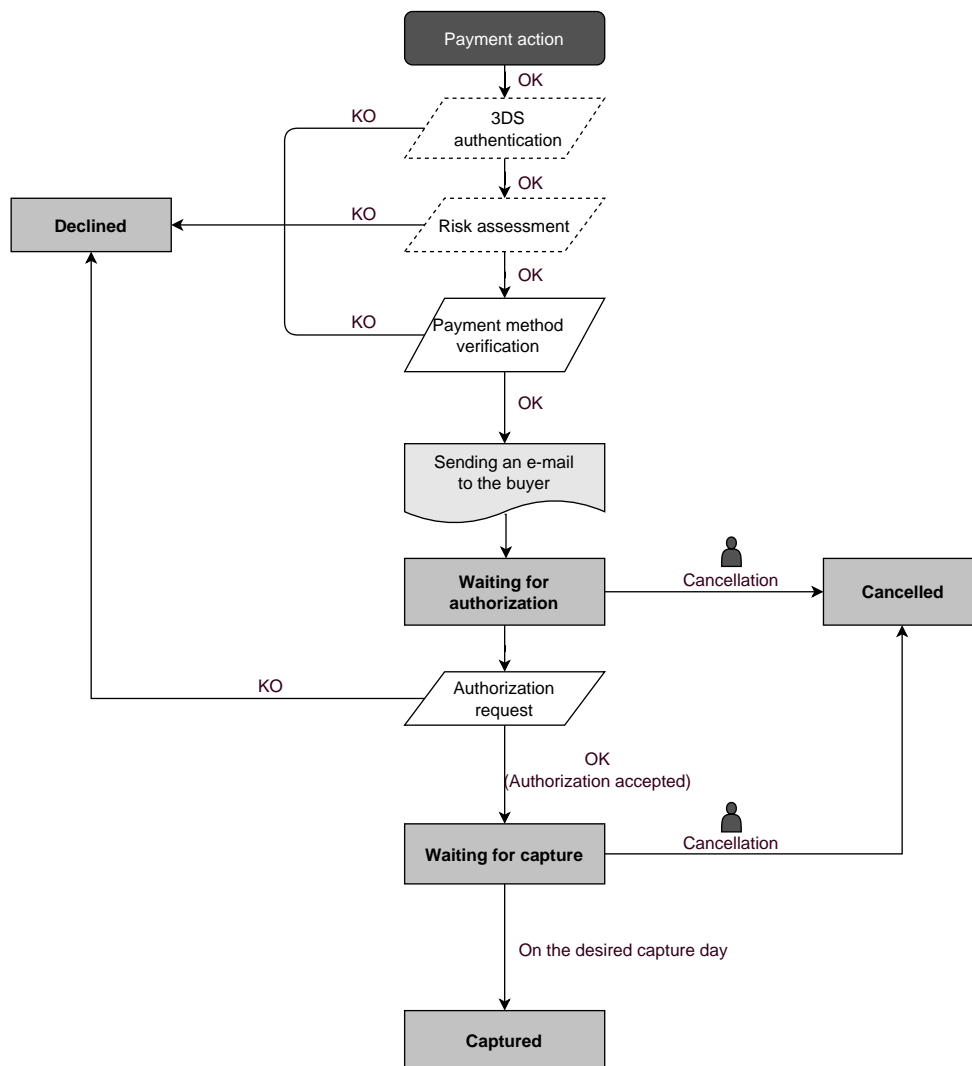 Payment action
OK
KO
3DS
authentication
OK
Declined
KO
Risk assessment
OK
KO
Payment method
verification
OK
Sending an e-mail
to the buyer
Waiting for
authorization
Cancellation
Cancelled
KO
Authorization
request
OK
(Authorization accepted)
Waiting for capture
Cancellation
On the desired capture day
Captured